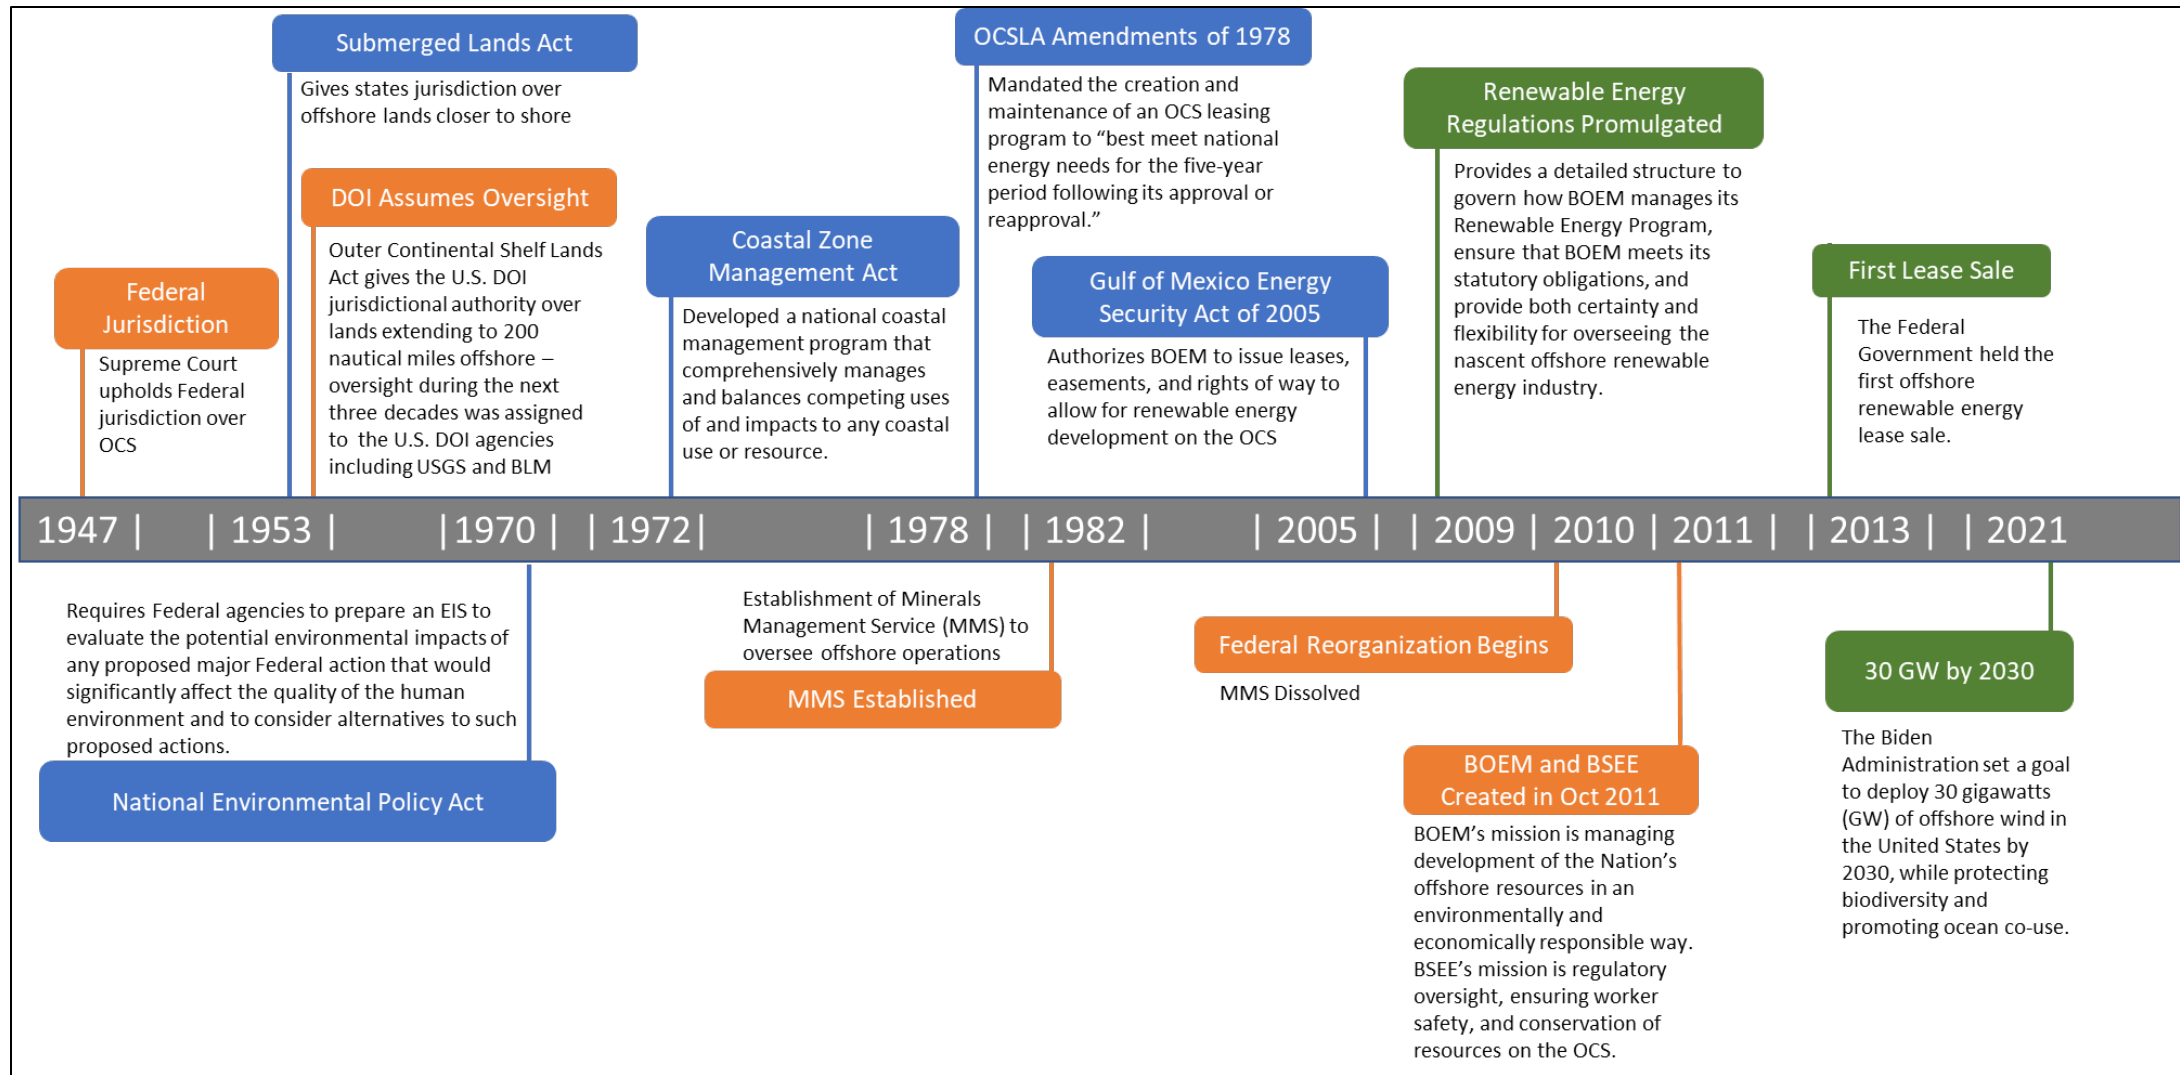 Submerged Lands Act
Gives states jurisdiction over
offshore lands closer to shore
OCSLA Amendments of 1978
Mandated the creation and
maintenance of an OCS leasing
program to “best meet national
energy needs for the five-year
period following its approval or
reapproval.”
Renewable Energy
Regulations Promulgated
Provides a detailed structure to
govern how BOEM manages its
Renewable Energy Program,
ensure that BOEM meets its
statutory obligations, and
provide both certainty and
flexibility for overseeing the
nascent offshore renewable
energy industry.
DOI Assumes Oversight
Outer Continental Shelf Lands
Act gives the U.S. DOI
jurisdictional authority over
lands extending to 200
nautical miles offshore –
oversight during the next
three decades was assigned
to the U.S. DOI agencies
including USGS and BLM
Coastal Zone
Management Act
Developed a national coastal
management program that
comprehensively manages
and balances competing uses
of and impacts to any coastal
use or resource.
Federal
Jurisdiction
Supreme Court
upholds Federal
jurisdiction over
OCS
Gulf of Mexico Energy
Security Act of 2005
Authorizes BOEM to issue leases,
easements, and rights of way to
allow for renewable energy
development on the OCS
First Lease Sale
The Federal
Government held the
first offshore
renewable energy
lease sale.
1947 | | 1953 | |1970 | | 1972| | 1978 | | 1982 | | 2005 | | 2009 | 2010 | 2011 | | 2013 | | 2021
Requires Federal agencies to prepare an EIS to
evaluate the potential environmental impacts of
any proposed major Federal action that would
significantly affect the quality of the human
environment and to consider alternatives to such
proposed actions.
National Environmental Policy Act
Establishment of Minerals
Management Service (MMS) to
oversee offshore operations
MMS Established
Federal Reorganization Begins
MMS Dissolved
BOEM and BSEE
Created in Oct 2011
BOEM’s mission is managing
development of the Nation’s
offshore resources in an
environmentally and
economically responsible way.
BSEE’s mission is regulatory
oversight, ensuring worker
safety, and conservation of
resources on the OCS.
30 GW by 2030
The Biden
Administration set a goal
to deploy 30 gigawatts
(GW) of offshore wind in
the United States by
2030, while protecting
biodiversity and
promoting ocean co-use.